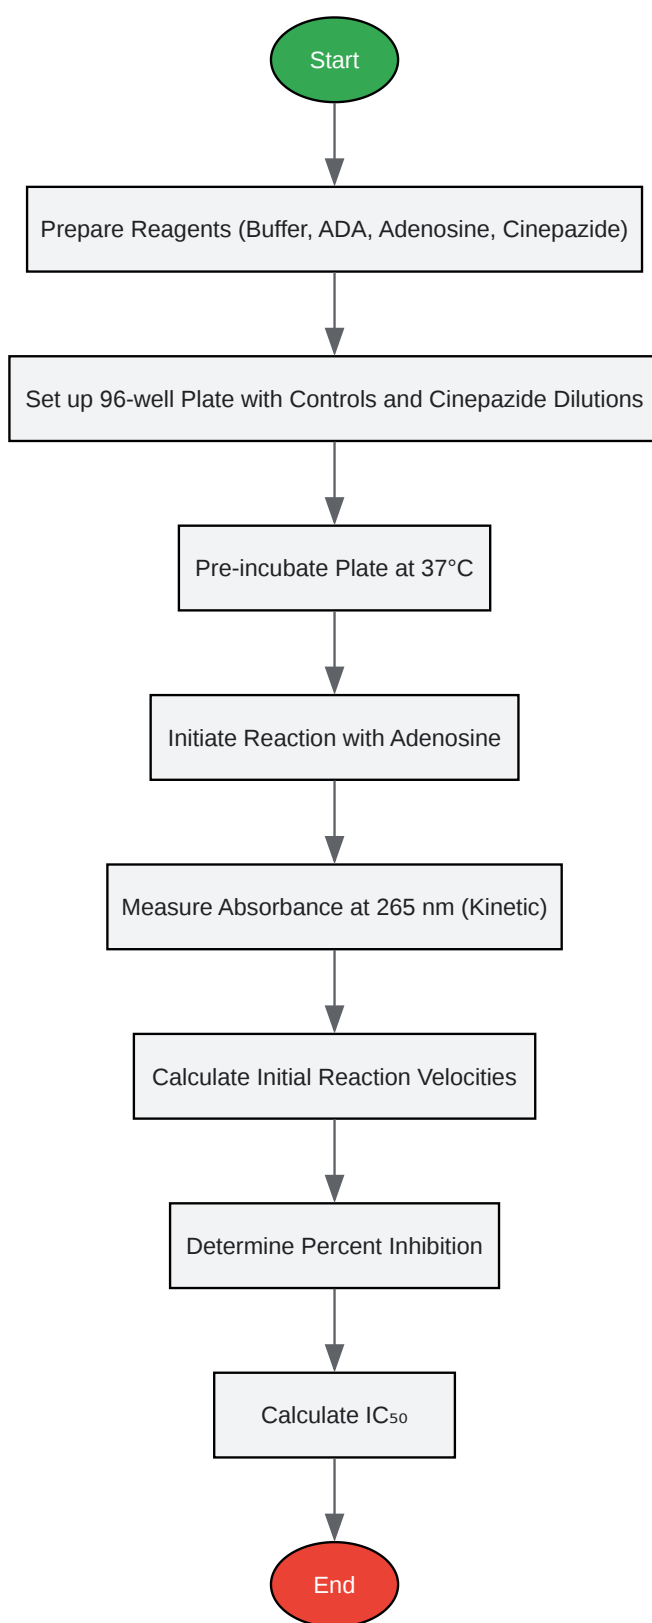 Start
Prepare Reagents (Buffer, ADA, Adenosine, Cinepazide)
Set up 96-well Plate with Controls and Cinepazide Dilutions
Pre-incubate Plate at 37°C
Initiate Reaction with Adenosine
Measure Absorbance at 265 nm (Kinetic)
Calculate Initial Reaction Velocities
Determine Percent Inhibition
Calculate IC₅₀
End